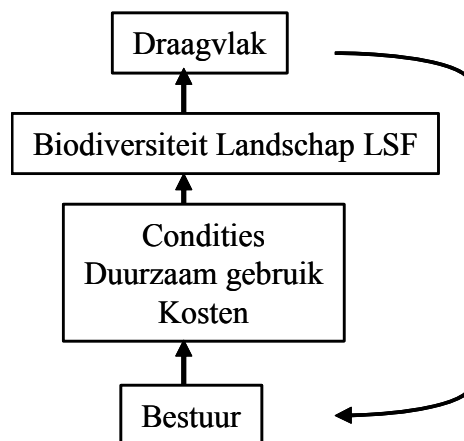 Draagvlak
Biodiversiteit Landschap LSF
Condities
Duurzaam gebruik
Kosten
Bestuur